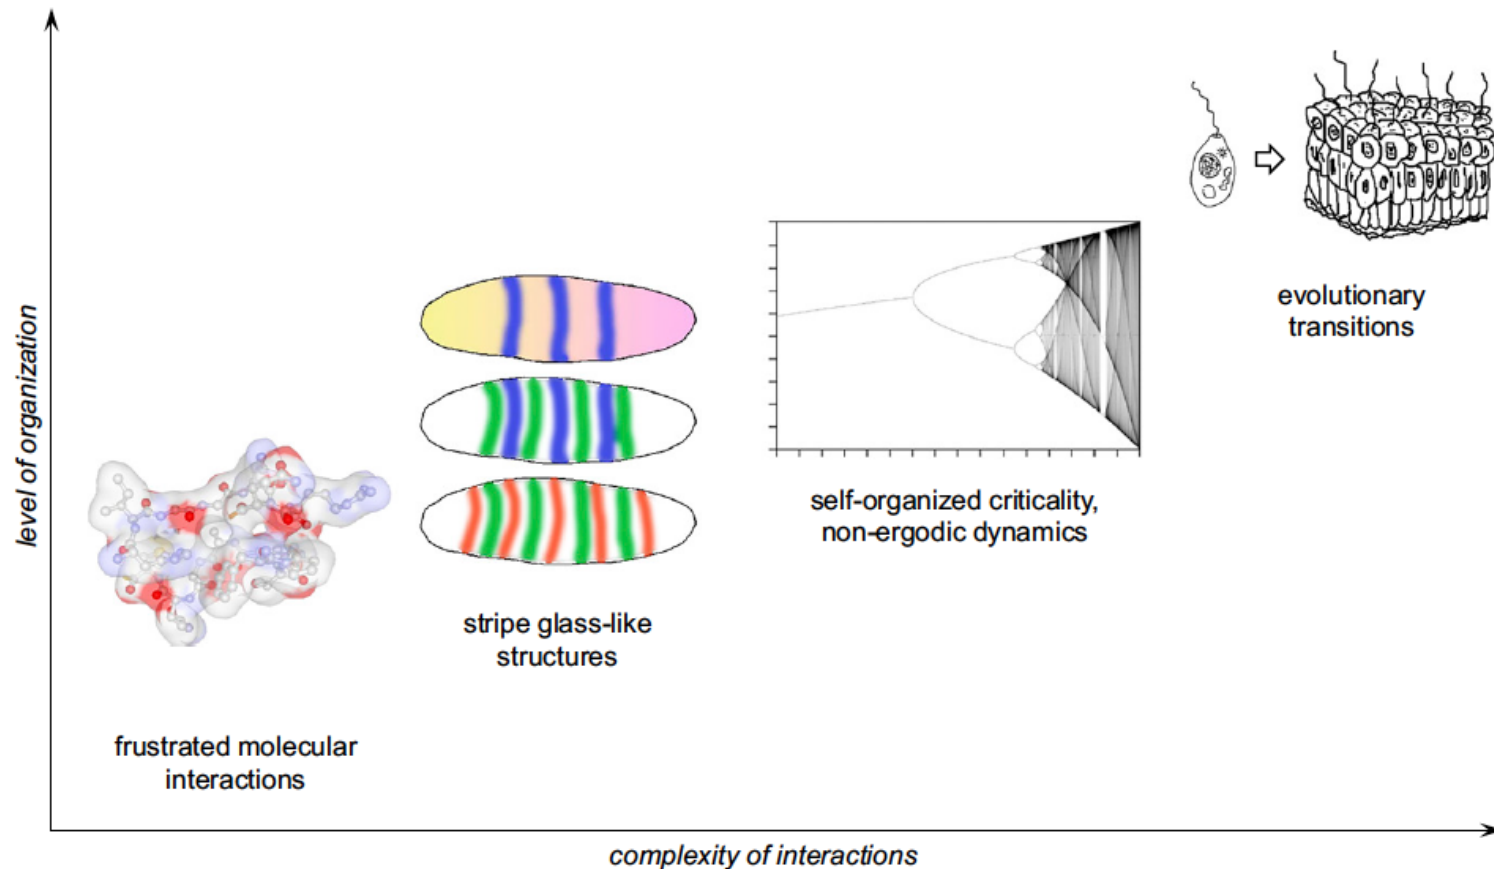 level of organization
frustrated molecular
interactions
stripe glass-like
structures
self-organized criticality,
non-ergodic dynamics
evolutionary
transitions
complexity of interactions